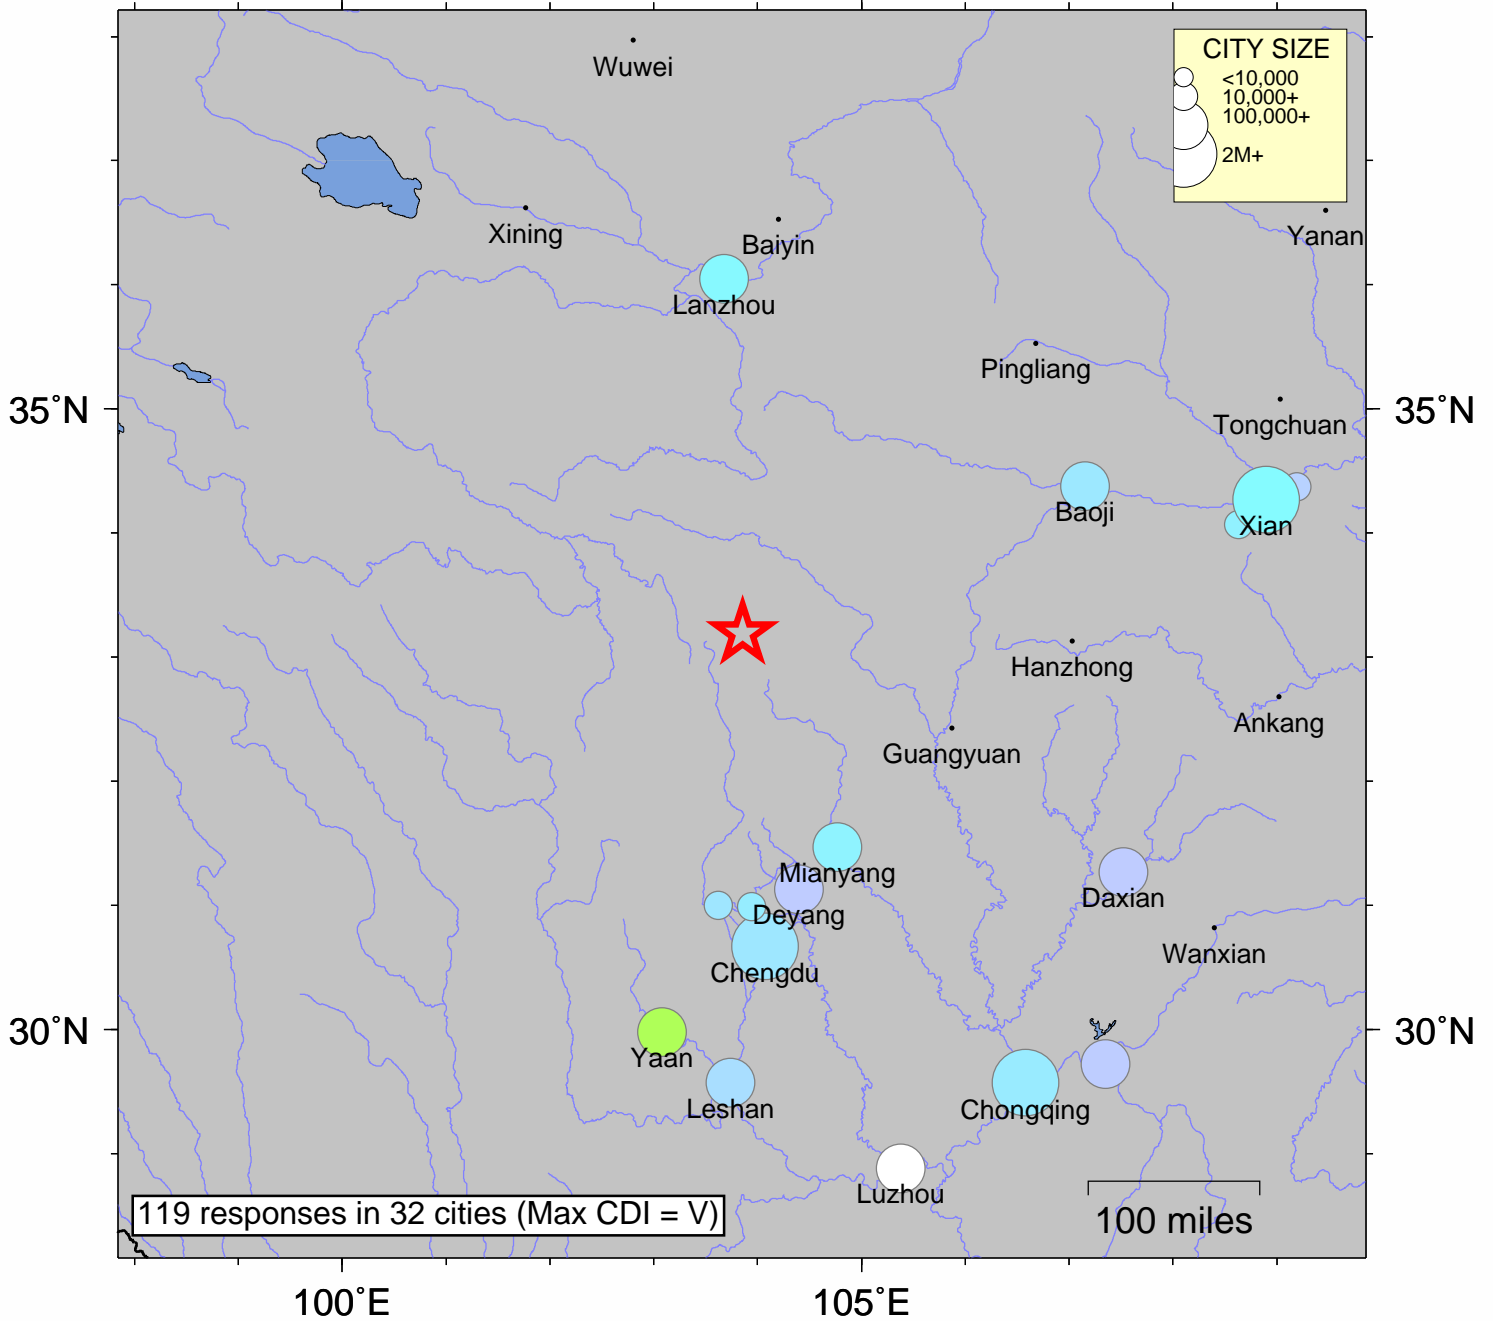 Wuwei
CITY SIZE
<10,000
10,000+
100,000+
2M+
Xining
Baiyin
Yanan
Lanzhou
Pingliang
35°N
35°N
Tongchuan
Baoji
Xian
Hanzhong
Ankang
Guangyuan
Mianyang
Daxian
Deyang
Wanxian
Chengdu
30°N
30°N
Yaan
Leshan
Chongqing
Luzhou
119 responses in 32 cities (Max CDI = V)
100 miles
100°E
105°E